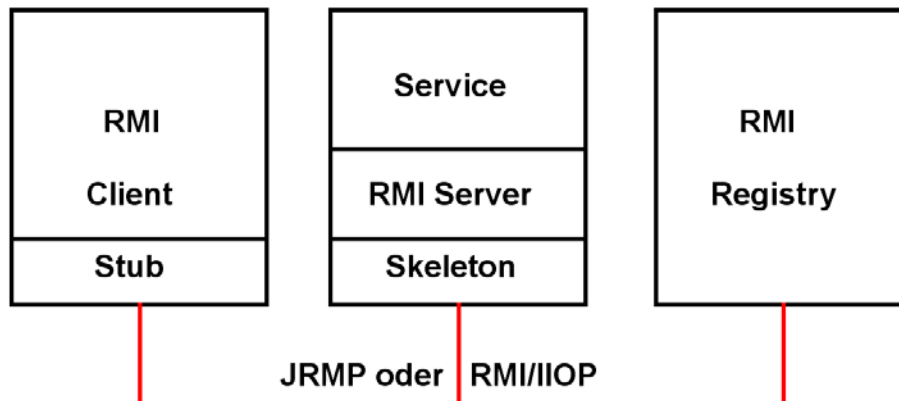 RMI
Client
Stub
Service
RMI Server
Skeleton
RMI
Registry
JRMP oder RMI/IIOP